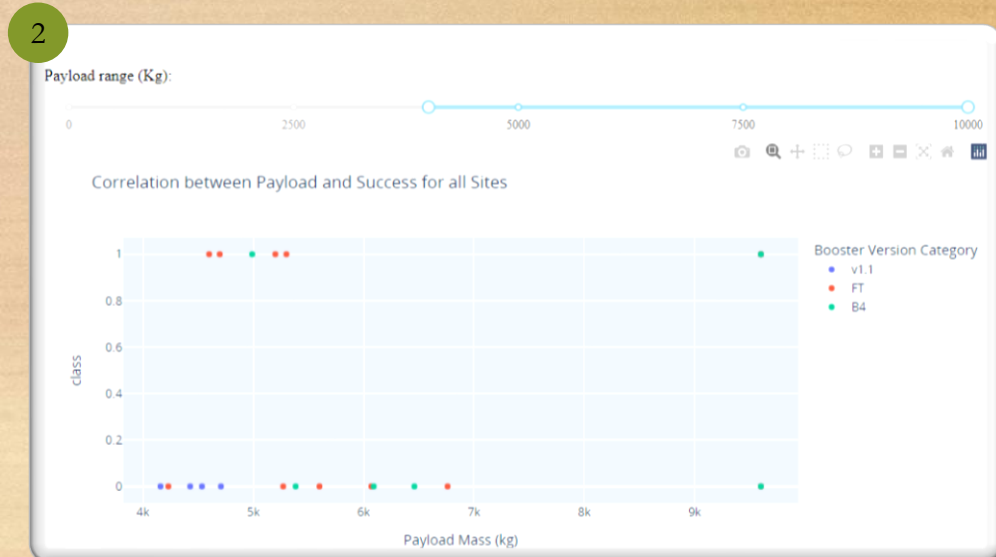 2
Payload range (Kg):
0 2500 5000 7500 10000
Correlation between Payload and Success for all Sites
1
0.8
0.6
0.4
0.2
0
class
4k 5k 6k 7k 8k 9k
Payload Mass (kg)
Booster Version Category
v1.1
FT
B4